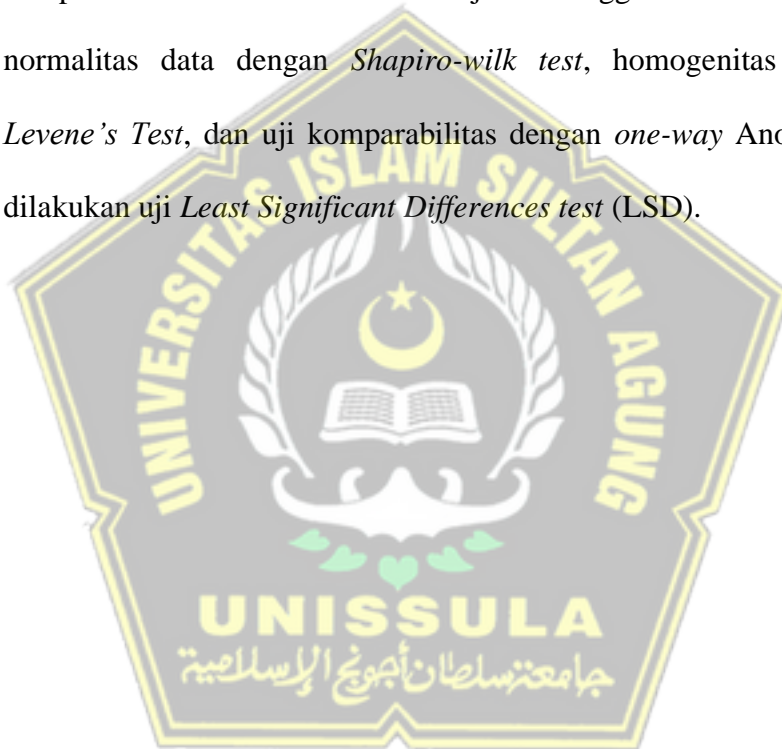 normalitas data dengan Shapiro-wilk test, homogenitas
Levene's Test, dan uji komparabilitas dengan one-way
dilakukan uji Least Significant Differences test (LSD).
UNIVERSITAS ISLAM SULTAN AGUNG
UNISSULA
جامعة سلطان أجونج الإسلامية